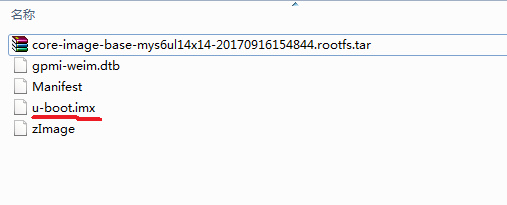 名称
core-image-base-mys6ul14x14-20170916154844.rootfs.tar
gpmi-weim.dtb
Manifest
u-boot.imx
zImage